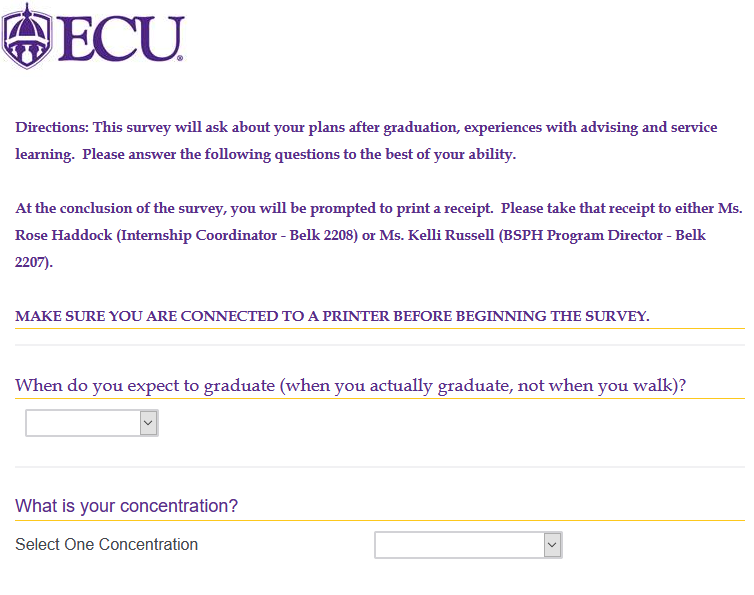 ECU®
Directions: This survey will ask about your plans after graduation, experiences with advising and service
learning.  Please answer the following questions to the best of your ability.
At the conclusion of the survey, you will be prompted to print a receipt.  Please take that receipt to either Ms.
Rose Haddock (Internship Coordinator - Belk 2208) or Ms. Kelli Russell (BSPH Program Director - Belk
2207).
MAKE SURE YOU ARE CONNECTED TO A PRINTER BEFORE BEGINNING THE SURVEY.
When do you expect to graduate (when you actually graduate, not when you walk)?
What is your concentration?
Select One Concentration